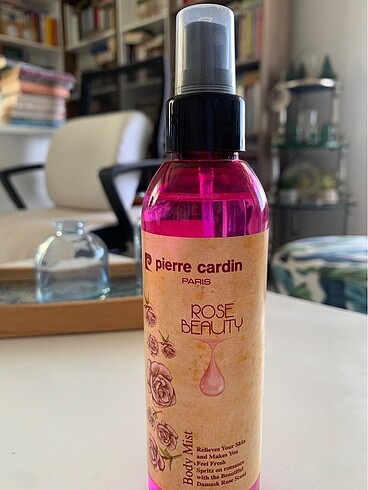 pierre cardin
PARIS
ROSE
BEAUTY
Body Mist
Relieves Your Skin
and Makes You
Feel Fresh
Spritz on romance
with the Beautiful
Damask Rose Scent